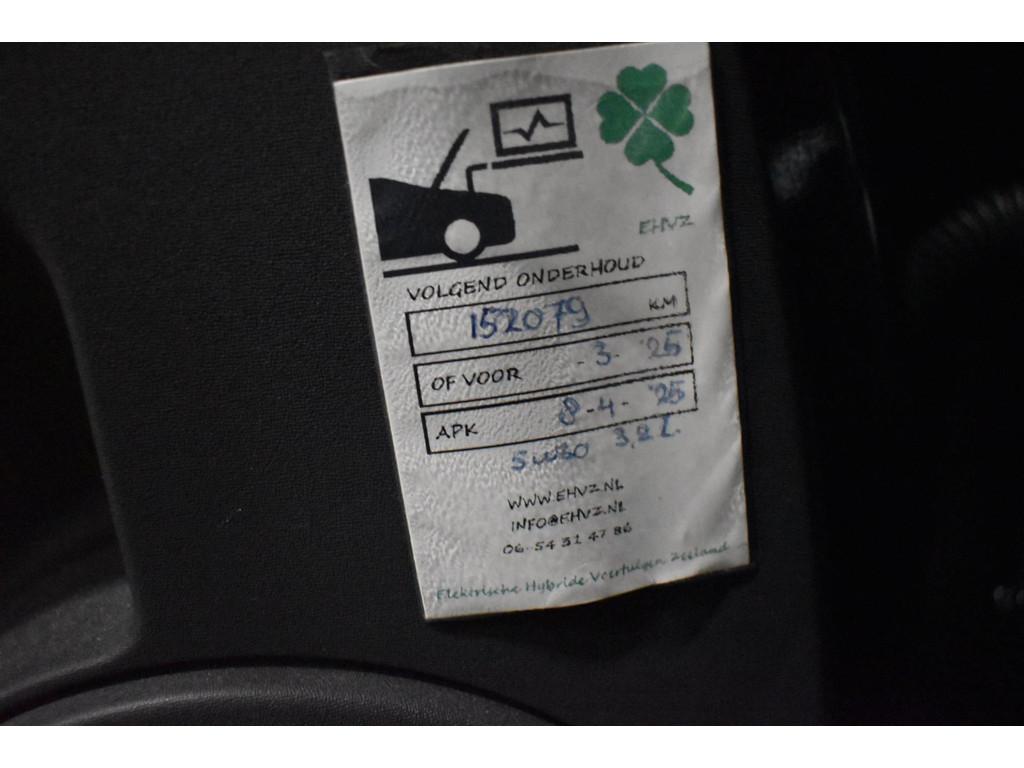 EHVZ
VOLGEND ONDERHOUD
152079 KM
OF VOOR - 3 - '25
APK 8 - 4 - '25
5w30 3,2L.
WWW.EHVZ.NL
INFO@EHVZ.NL
06-54 31 47 86
Elektrische Hybride Voertuigen Zeeland